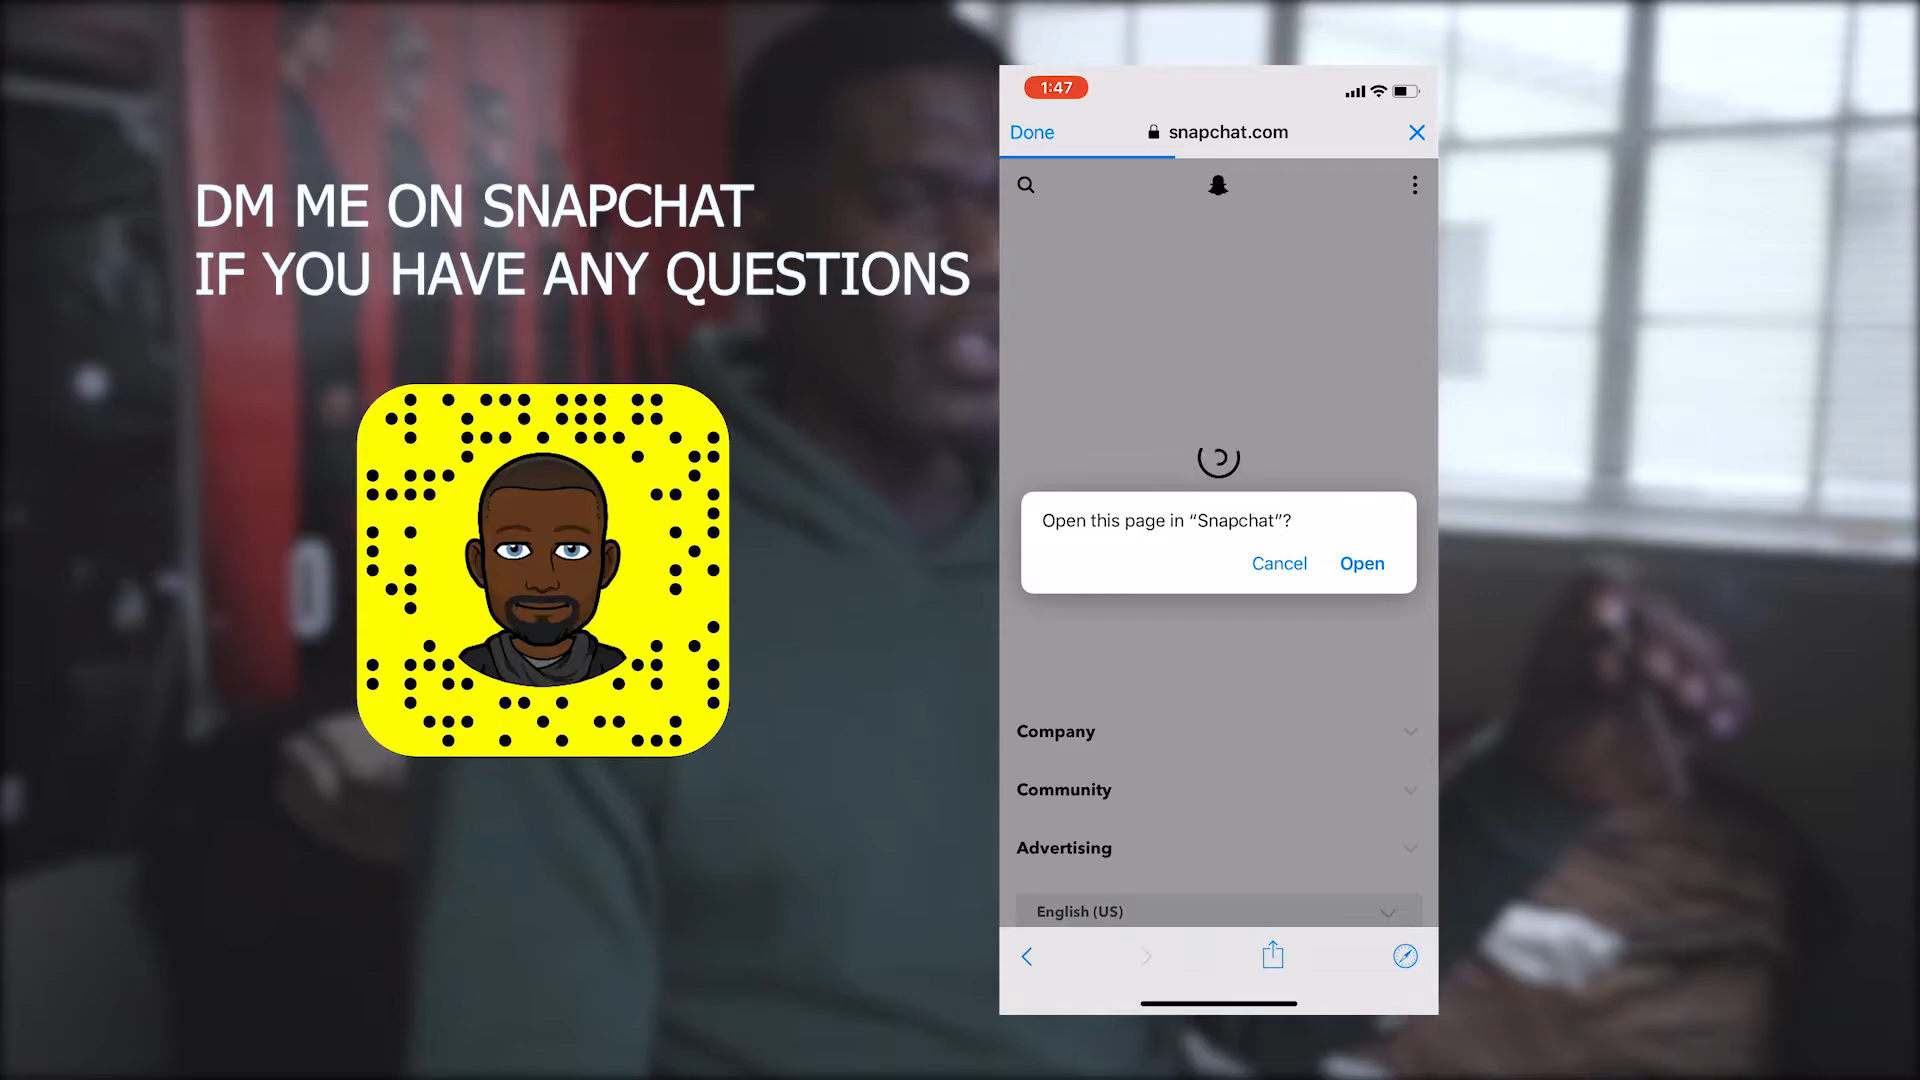 DM ME ON SNAPCHAT
IF YOU HAVE ANY QUESTIONS
1:47
Done
snapchat.com
Open this page in “Snapchat”?
Cancel
Open
Company
Community
Advertising
English (US)